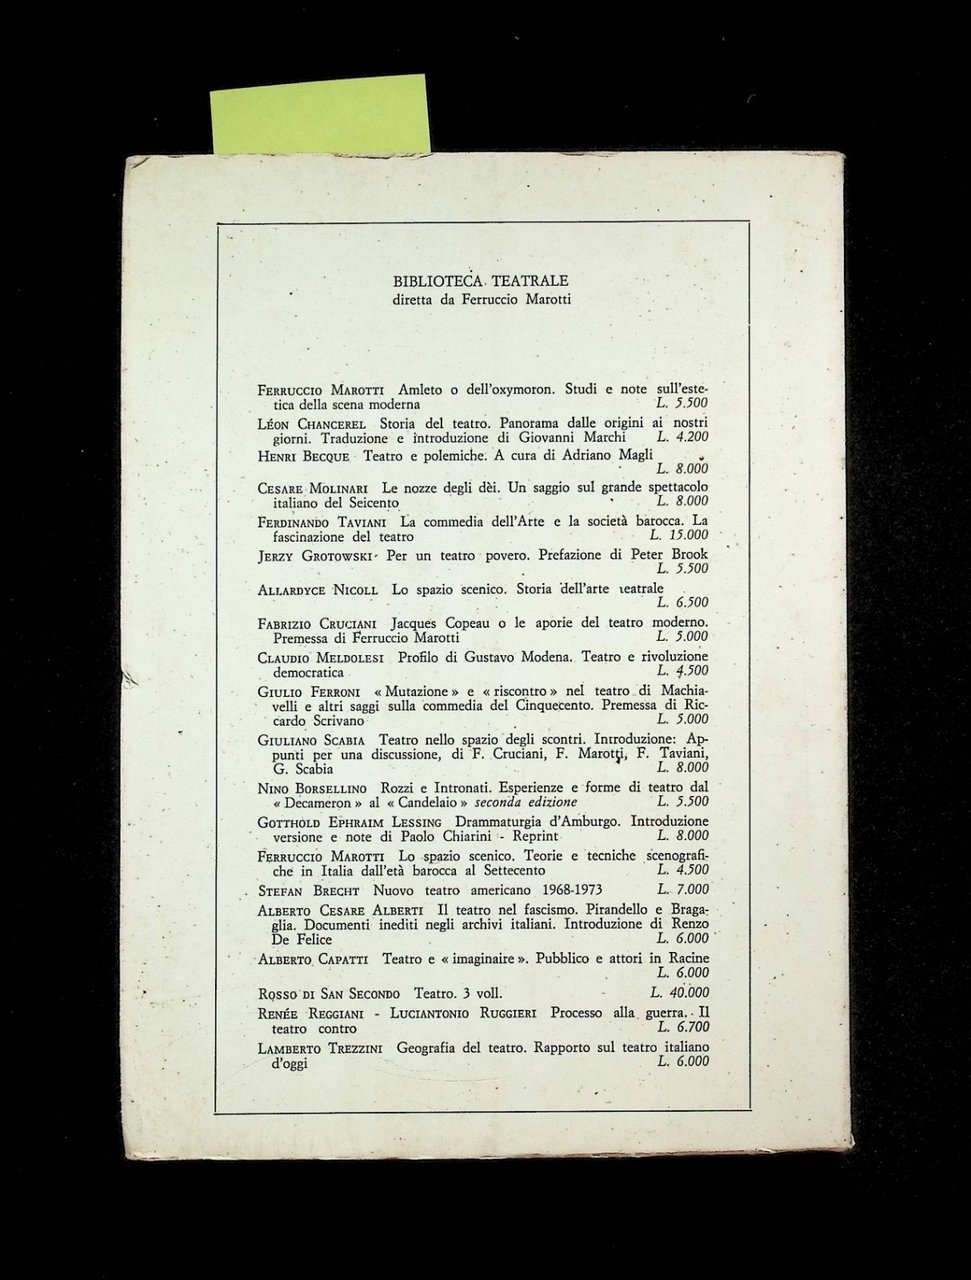 BIBLIOTECA TEATRALE
diretta da Ferruccio Marotti
FERRUCCIO MAROTTI Amleto o dell'oxymoron. Studi e note sull'este-
tica della scena moderna L. 5.500
LÉON CHANCEREL Storia del teatro. Panorama dalle origini ai nostri
giorni. Traduzione e introduzione di Giovanni Marchi L. 4.200
HENRI BECQUE Teatro e polemiche. A cura di Adriano Magli
L. 8.000
CESARE MOLINARI Le nozze degli dèi. Un saggio sul grande spettacolo
italiano del Seicento L. 8.000
FERDINANDO TAVIANI La commedia dell'Arte e la società barocca. La
fascinazione del teatro L. 15.000
JERZY GROTOWSKI Per un teatro povero. Prefazione di Peter Brook
L. 5.500
ALLARDYCE NICOLL Lo spazio scenico. Storia dell'arte teatrale
L. 6.500
FABRIZIO CRUCIANI Jacques Copeau o le aporie del teatro moderno.
Premessa di Ferruccio Marotti L. 5.000
CLAUDIO MELDOLESI Profilo di Gustavo Modena. Teatro e rivoluzione
democratica L. 4.500
GIULIO FERRONI « Mutazione » e « riscontro » nel teatro di Machia-
velli e altri saggi sulla commedia del Cinquecento. Premessa di Ric-
cardo Scrivano L. 5.000
GIULIANO SCABIA Teatro nello spazio degli scontri. Introduzione: Ap-
punti per una discussione, di F. Cruciani, F. Marotti, F. Taviani,
G. Scabia L. 8.000
NINO BORSELLINO Rozzi e Intronati. Esperienze e forme di teatro dal
« Decameron » al « Candelaio » seconda edizione L. 5.500
GOTTHOLD EPHRAIM LESSING Drammaturgia d'Amburgo. Introduzione
versione e note di Paolo Chiarini - Reprint L. 8.000
FERRUCCIO MAROTTI Lo spazio scenico. Teorie e tecniche scenografi-
che in Italia dall'età barocca al Settecento L. 4.500
STEFAN BRECHT Nuovo teatro americano 1968-1973 L. 7.000
ALBERTO CESARE ALBERTI Il teatro nel fascismo. Pirandello e Braga-
glia. Documenti inediti negli archivi italiani. Introduzione di Renzo
De Felice L. 6.000
ALBERTO CAPATTI Teatro e « imaginaire ». Pubblico e attori in Racine
L. 6.000
ROSSO DI SAN SECONDO Teatro. 3 voll. L. 40.000
RENÉE REGGIANI - LUCIANTONIO RUGGIERI Processo alla guerra. Il
teatro contro L. 6.700
LAMBERTO TREZZINI Geografia del teatro. Rapporto sul teatro italiano
d'oggi L. 6.000